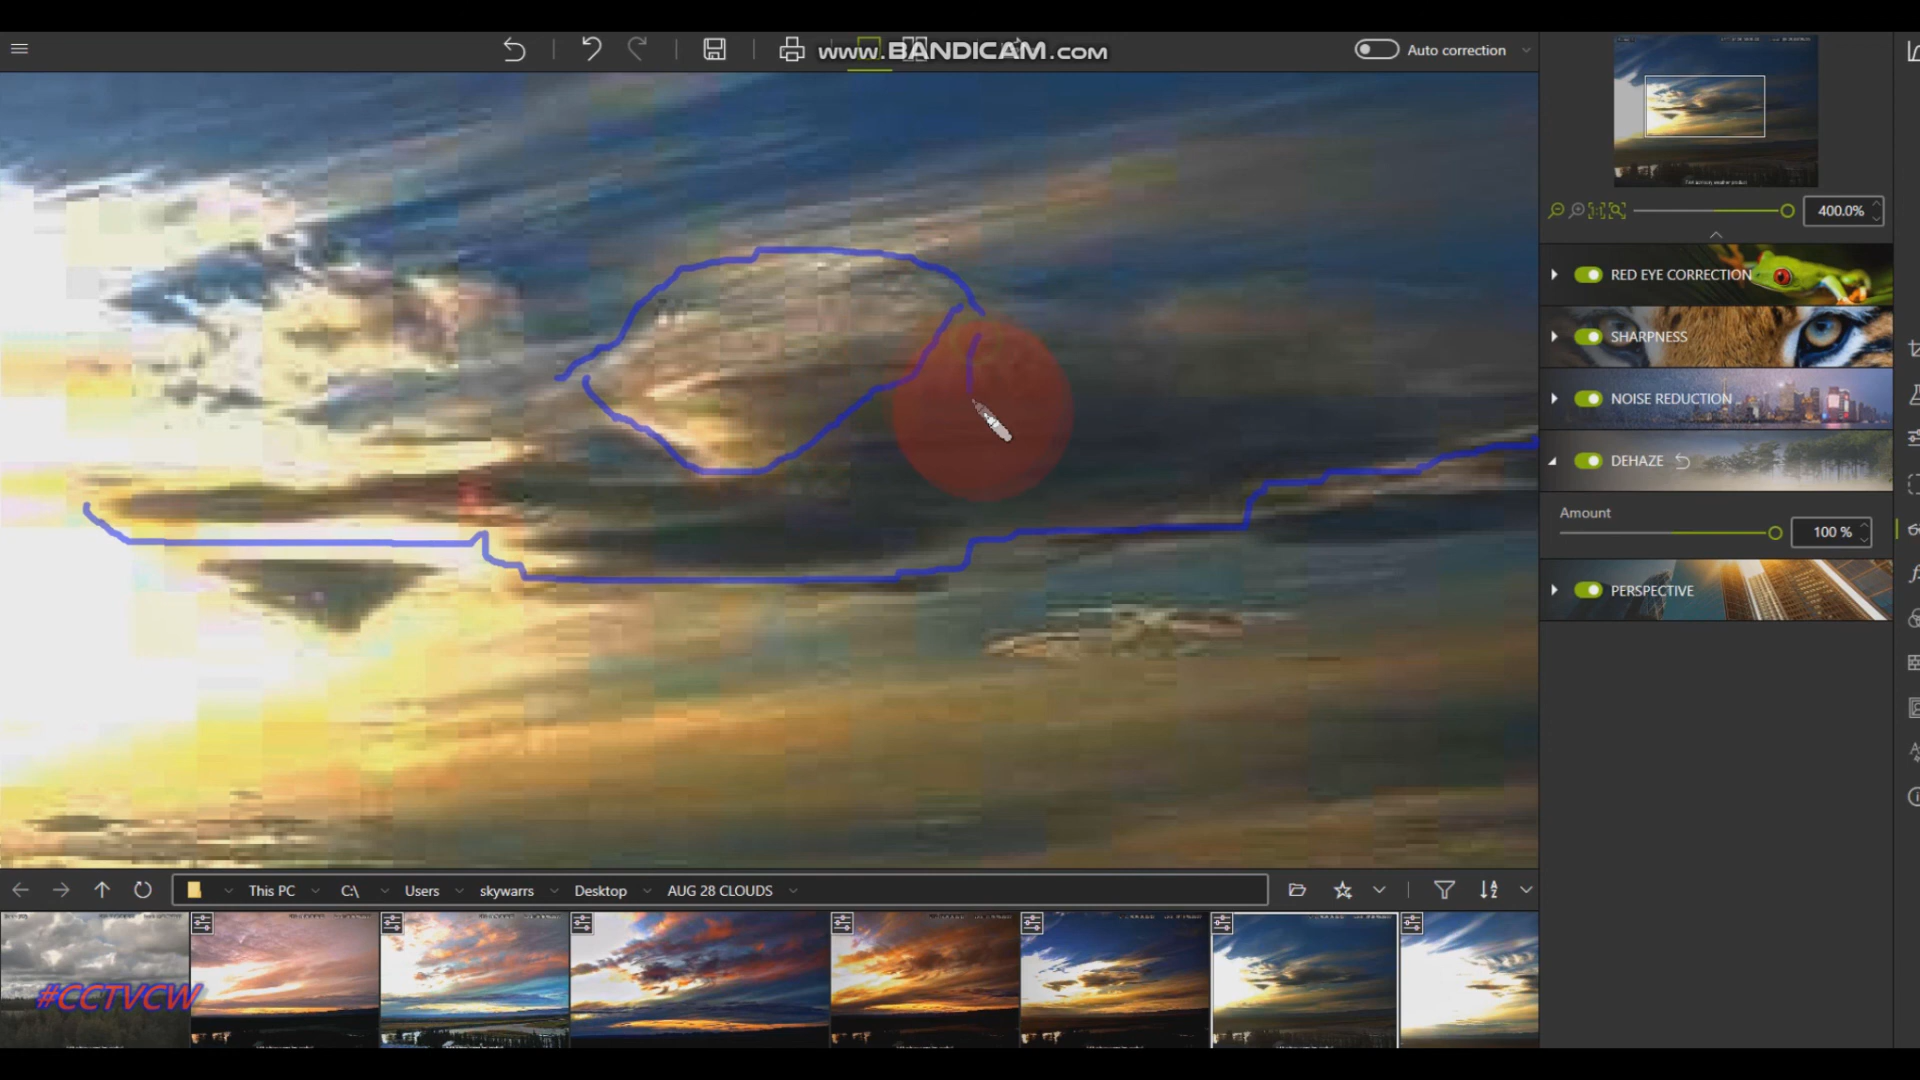 www.BANDICAM.com
Auto correction
400.0%
RED EYE CORRECTION
SHARPNESS
NOISE REDUCTION
DEHAZE
Amount
100 %
PERSPECTIVE
This PC
C:\
Users
skywarrs
Desktop
AUG 28 CLOUDS
#CCTVCW